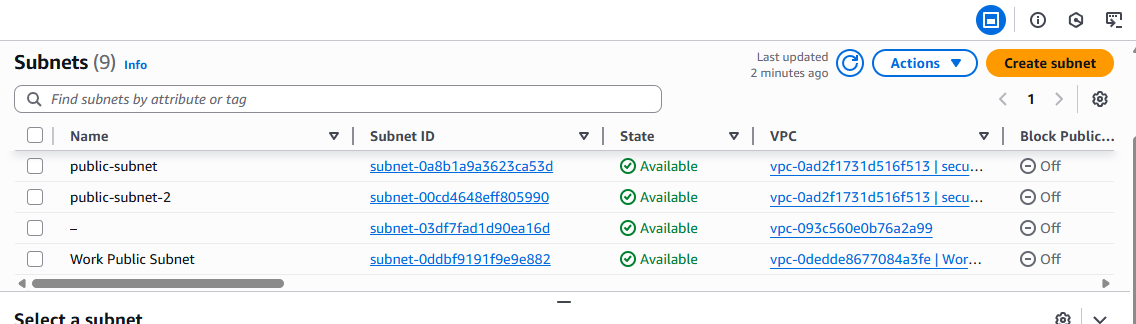 Subnets (9) Info
Last updated
2 minutes ago
Actions
Create subnet
Find subnets by attribute or tag
1
Name Subnet ID State VPC Block Public...
public-subnet subnet-0a8b1a9a3623ca53d Available vpc-0ad2f1731d516f513 | secu... Off
public-subnet-2 subnet-00cd4648eff805990 Available vpc-0ad2f1731d516f513 | secu... Off
– subnet-03df7fad1d90ea16d Available vpc-093c560e0b76a2a99 Off
Work Public Subnet subnet-0ddbf9191f9e9e882 Available vpc-0dedde8677084a3fe | Wor... Off
Select a subnet